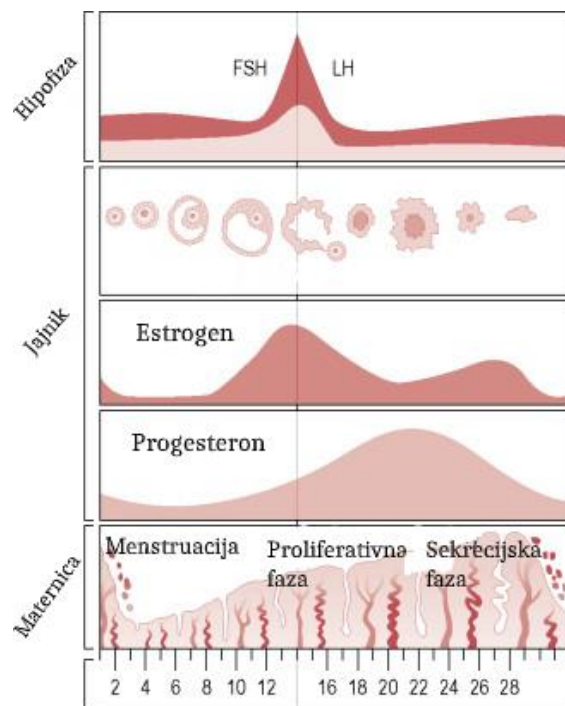 Hipofiza
FSH LH
Jajnik
Estrogen
Progesteron
Maternica
Menstruacija Proliferativna Sekrecijska
faza faza
2 4 6 8 10 12 16 18 20 22 24 26 28